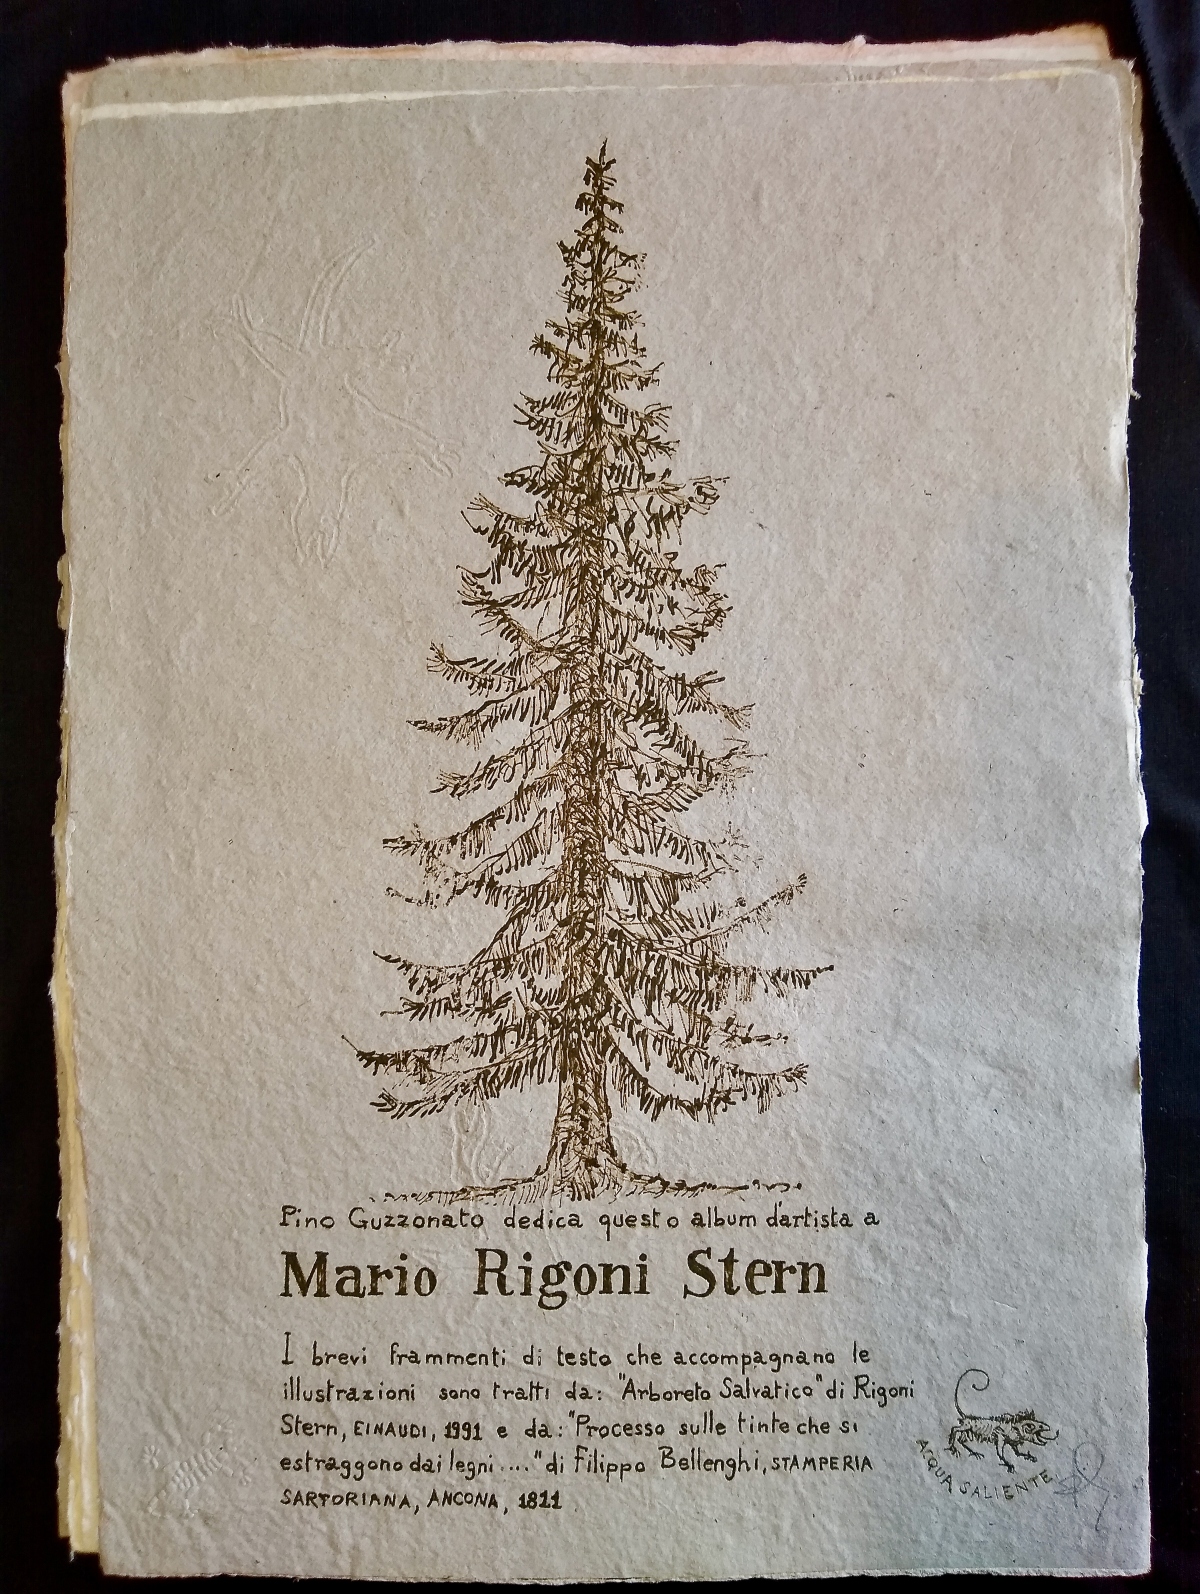 Pino Guzzonato dedica questo album d'artista a
Mario Rigoni Stern
I brevi frammenti di testo che accompagnano le
illustrazioni sono tratti da: "Arboreto Salvatico" di Rigoni
Stern, EINAUDI, 1991 e da: "Processo sulle tinte che si
estraggono dai legni ...." di Filippo Bellenghi, STAMPERIA
SARTORIANA, ANCONA, 1811
ACQUA SALIENTE